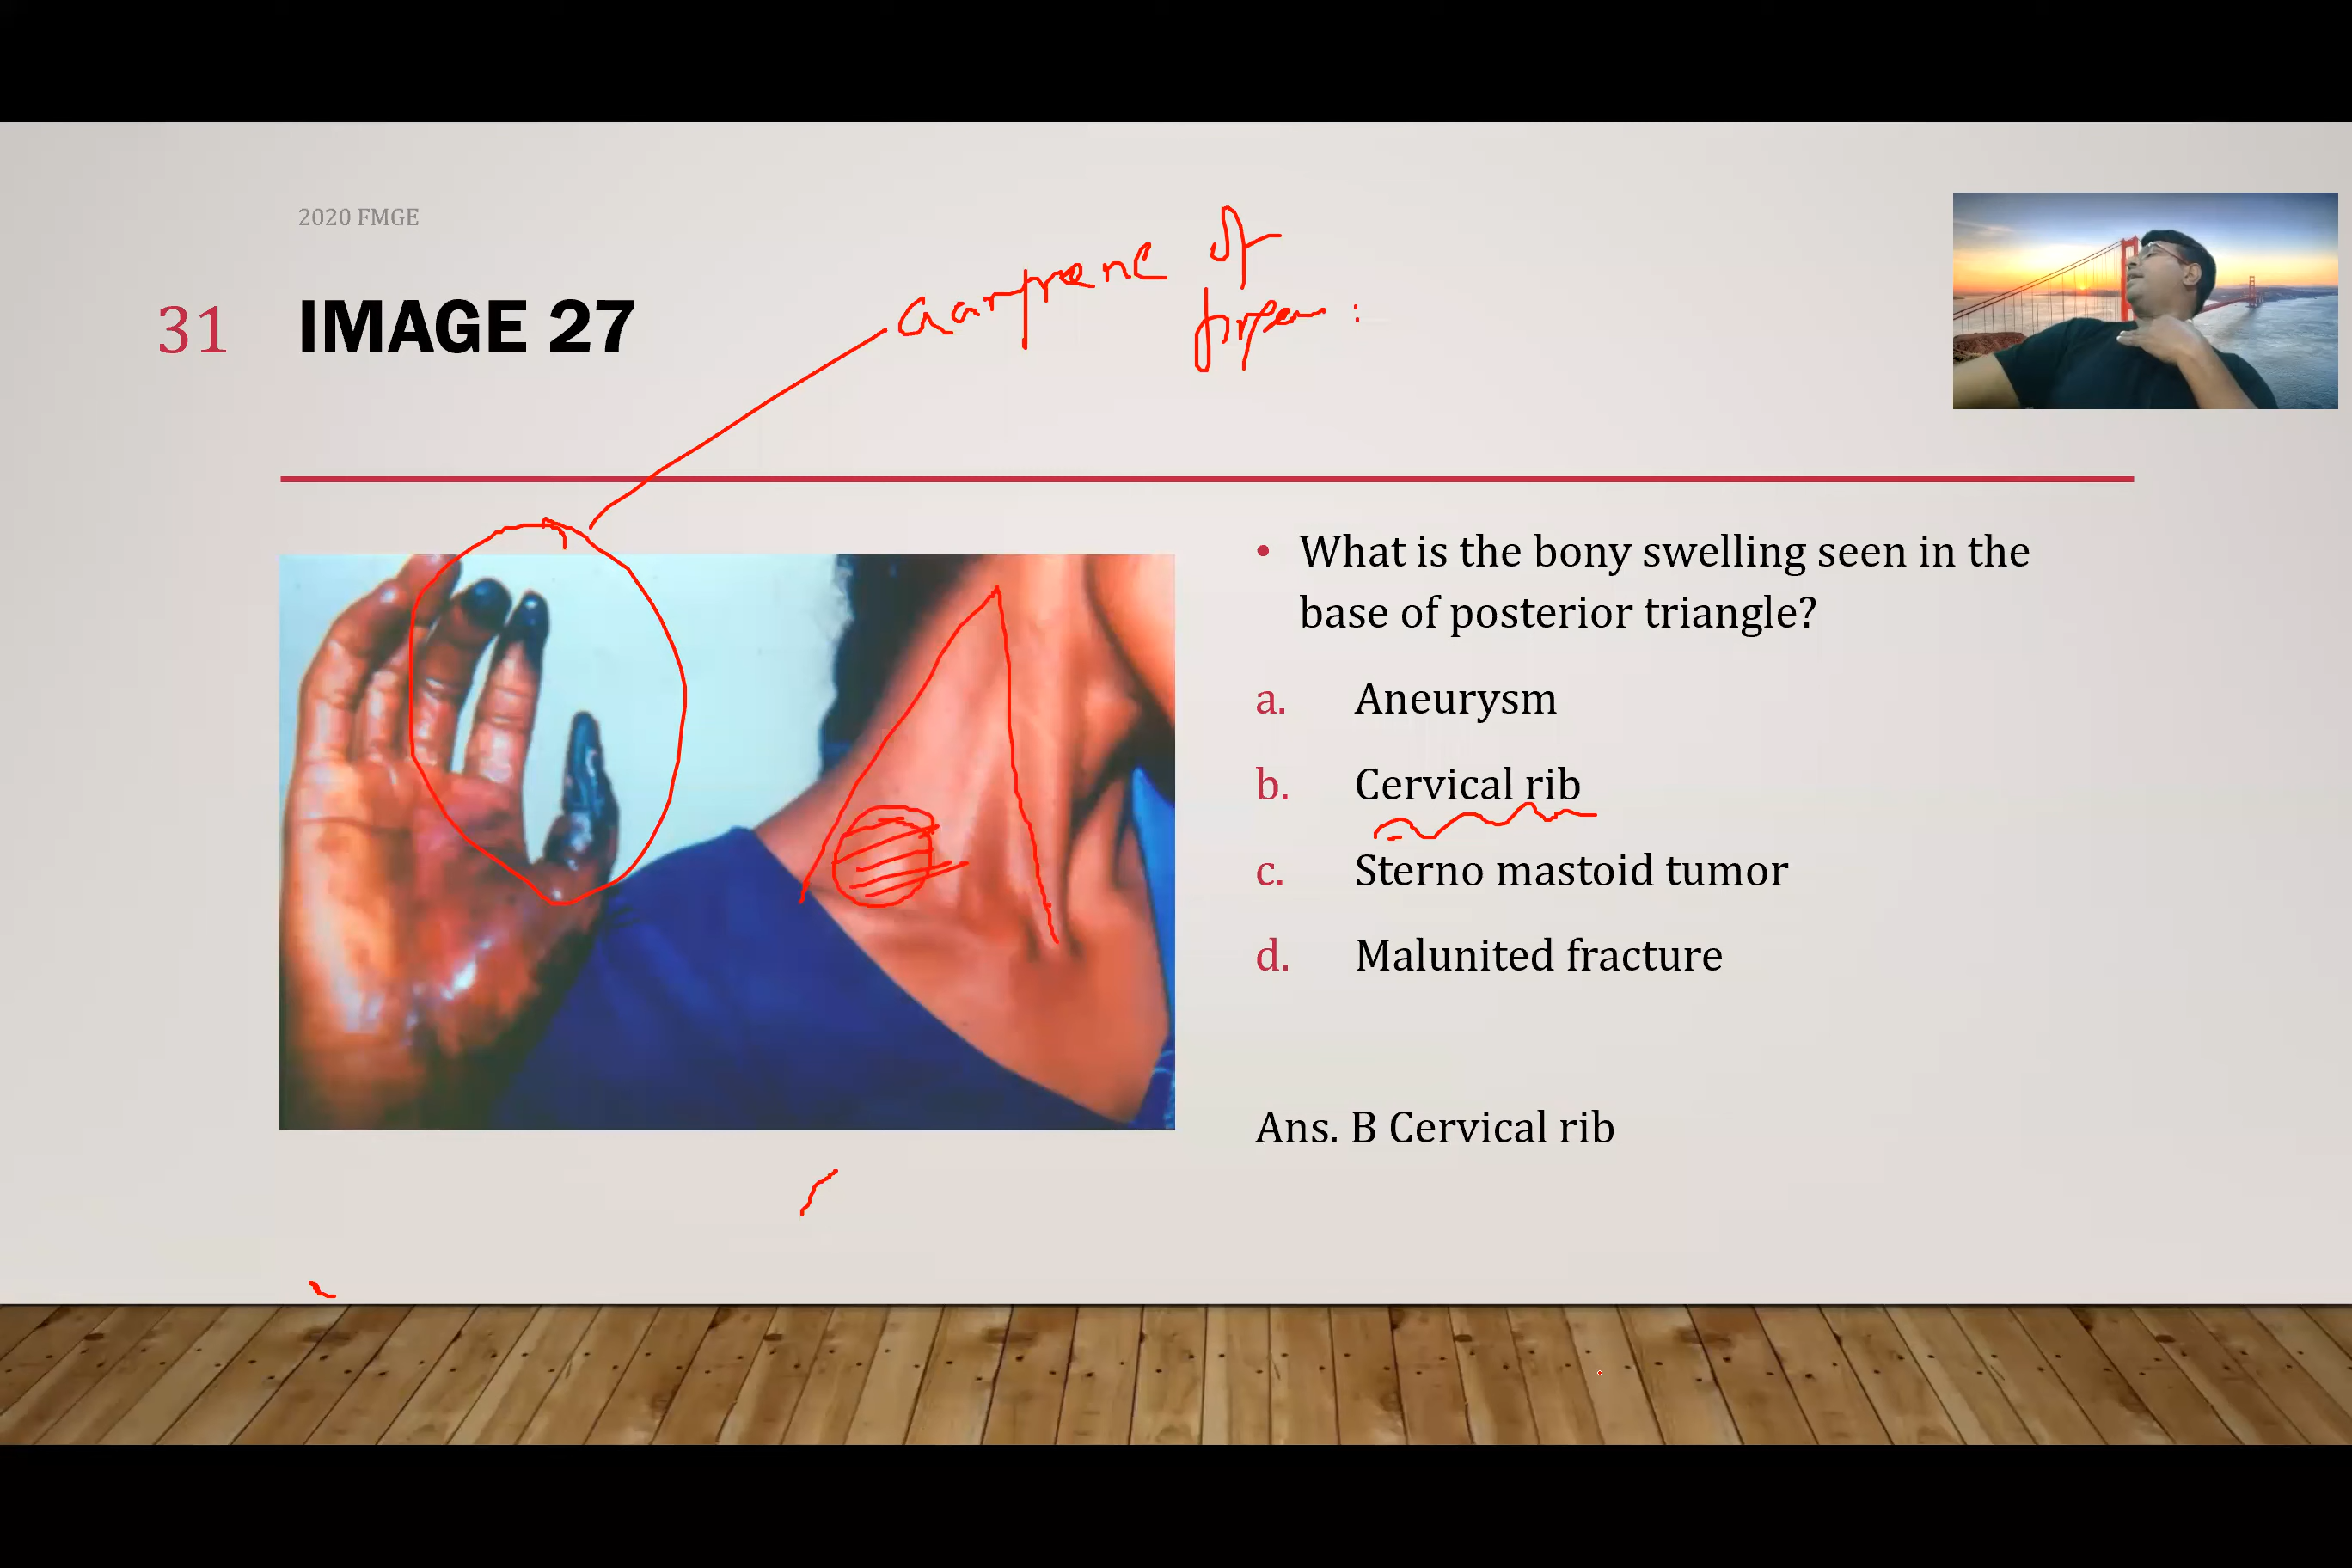 2020 FMGE
31 IMAGE 27
of
• What is the bony swelling seen in the
base of posterior triangle?
a. Aneurysm
b. Cervical rib
c. Sterno mastoid tumor
d. Malunited fracture
Ans. B Cervical rib